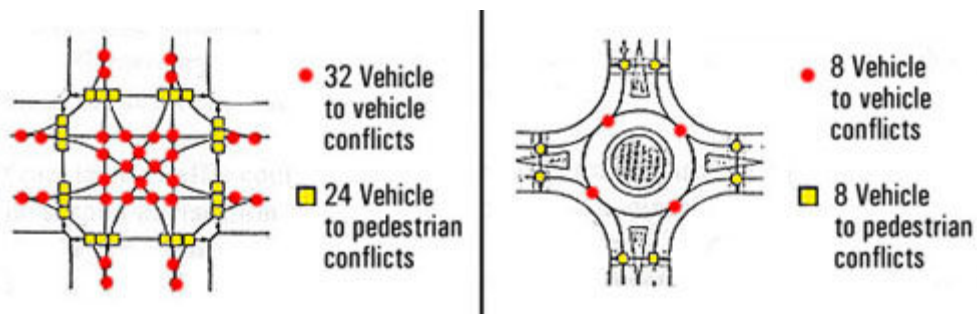 32 Vehicle
to vehicle
conflicts
24 Vehicle
to pedestrian
conflicts
8 Vehicle
to vehicle
conflicts
8 Vehicle
to pedestrian
conflicts